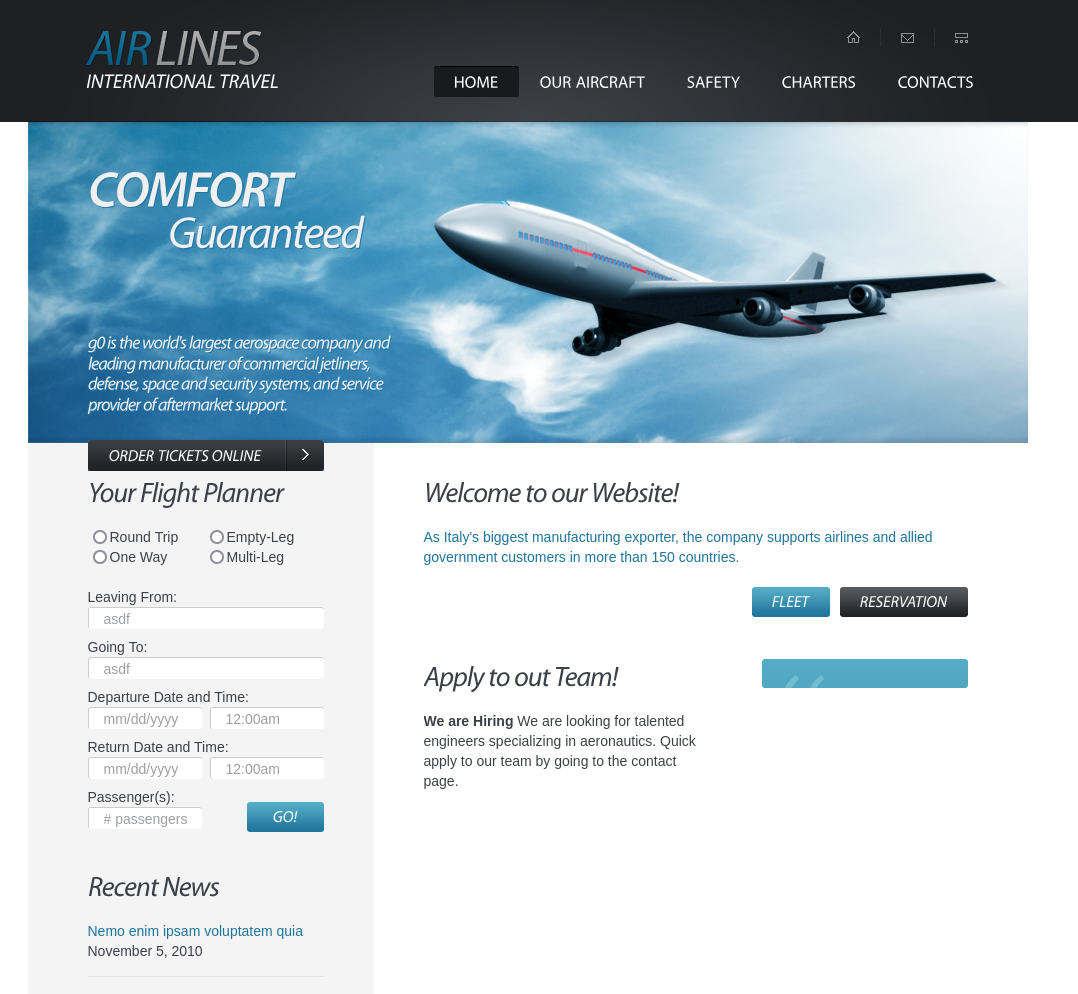 AIRLINES
INTERNATIONAL TRAVEL
HOME
OUR AIRCRAFT
SAFETY
CHARTERS
CONTACTS
COMFORT
Guaranteed
g0 is the world's largest aerospace company and
leading manufacturer of commercial jetliners,
defense, space and security systems, and service
provider of aftermarket support.
ORDER TICKETS ONLINE
Your Flight Planner
Round Trip
Empty-Leg
One Way
Multi-Leg
Leaving From:
asdf
Going To:
asdf
Departure Date and Time:
mm/dd/yyyy
12:00am
Return Date and Time:
mm/dd/yyyy
12:00am
Passenger(s):
# passengers
GO!
Recent News
Nemo enim ipsam voluptatem quia
November 5, 2010
Welcome to our Website!
As Italy's biggest manufacturing exporter, the company supports airlines and allied
government customers in more than 150 countries.
FLEET
RESERVATION
Apply to out Team!
We are Hiring We are looking for talented
engineers specializing in aeronautics. Quick
apply to our team by going to the contact
page.